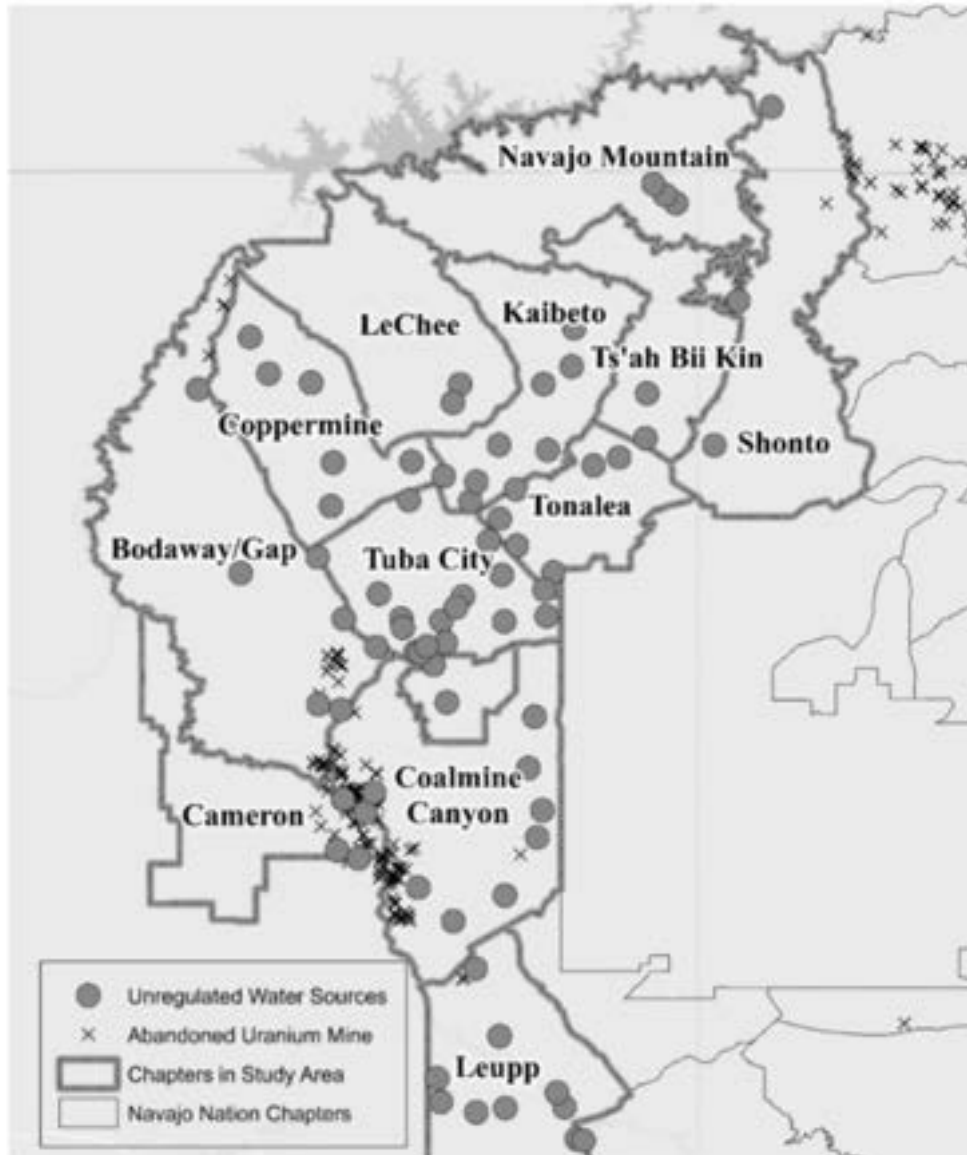 Navajo Mountain
Kaibeto
LeChee
Ts'ah Bii Kin
Coppermine
Shonto
Tonalea
Bodaway/Gap
Tuba City
Coalmine
Canyon
Cameron
Unregulated Water Sources
Abandoned Uranium Mine
Chapters in Study Area
Navajo Nation Chapters
Leupp